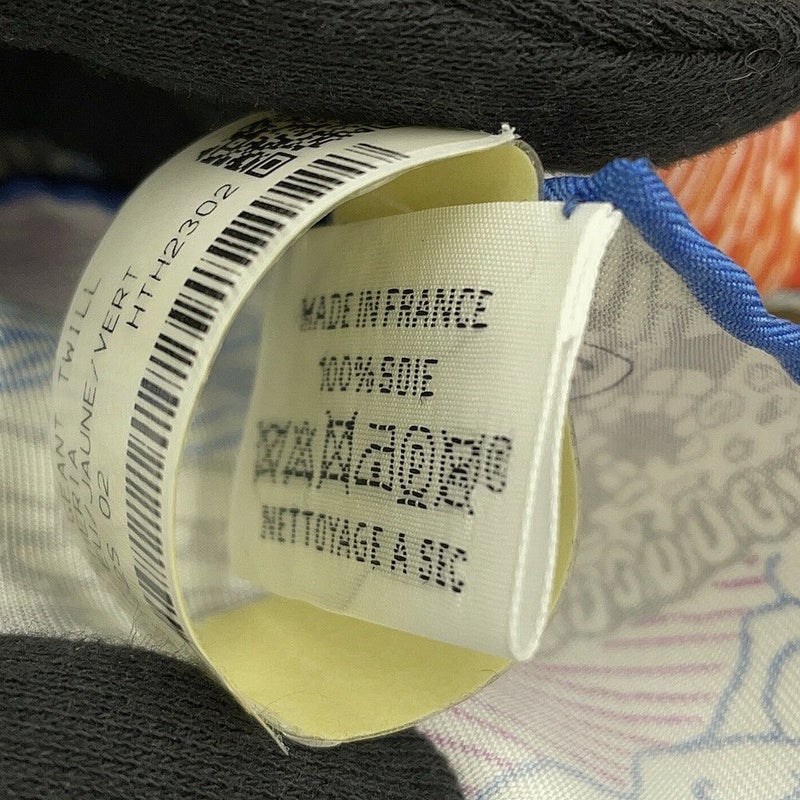 TWILL
/JAUNE/VERT
02
HTH2302
MADE IN FRANCE
100% SOIE
NETTOYAGE A SEC